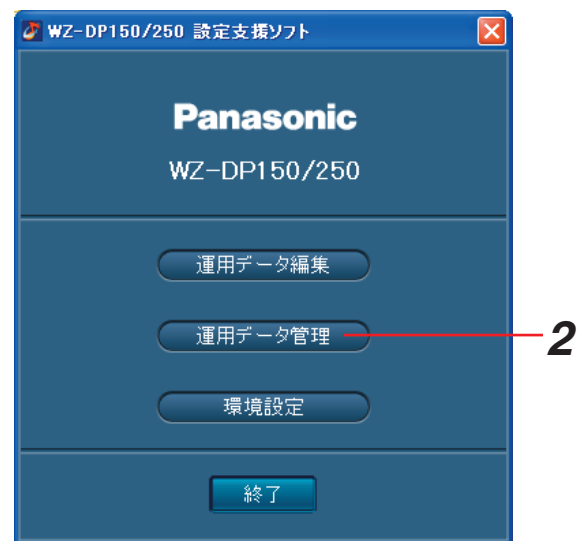 WZ-DP150/250 設定支援ソフト
Panasonic
WZ-DP150/250
運用データ編集
運用データ管理
2
環境設定
終了